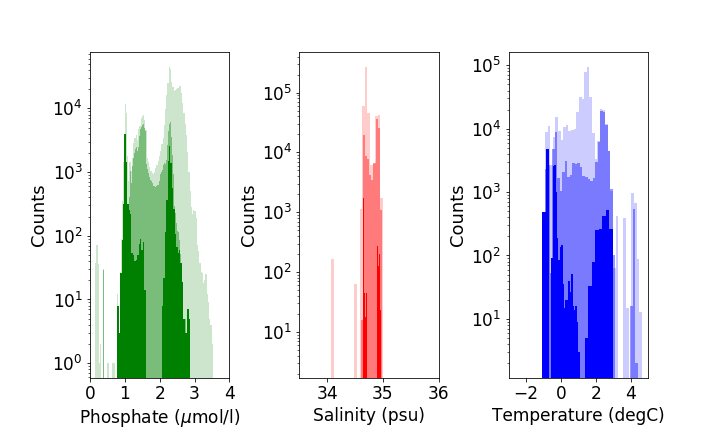 Counts
10⁴
10³
10²
10¹
10⁰
0 1 2 3 4
Phosphate (μmol/l)
Counts
10⁵
10⁴
10³
10²
10¹
34 35 36
Salinity (psu)
Counts
10⁵
10⁴
10³
10²
10¹
−2 0 2 4
Temperature (degC)